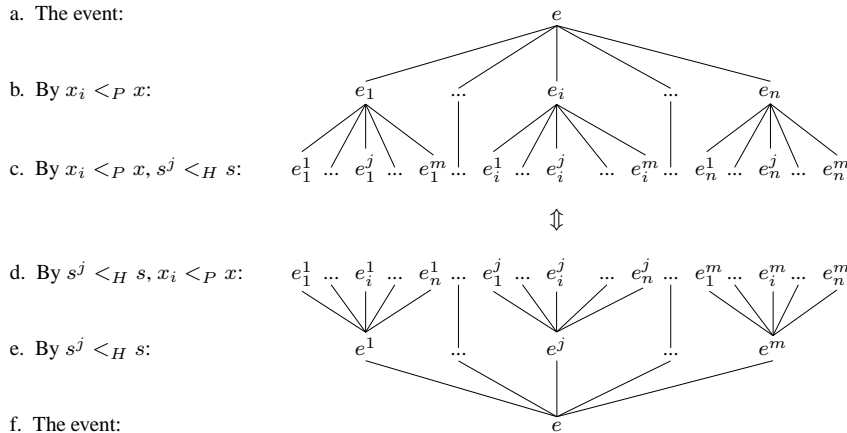 a. The event: e
b. By x_i <_P x: e_1 ... e_i ... e_n
c. By x_i <_P x, s^j <_H s: e_1^1 ... e_1^j ... e_1^m ... e_i^1 ... e_i^j ... e_i^m ... e_n^1 ... e_n^j ... e_n^m
⇕
d. By s^j <_H s, x_i <_P x: e_1^1 ... e_i^1 ... e_n^1 ... e_1^j ... e_i^j ... e_n^j ... e_1^m ... e_i^m ... e_n^m
e. By s^j <_H s: e^1 ... e^j ... e^m
f. The event: e